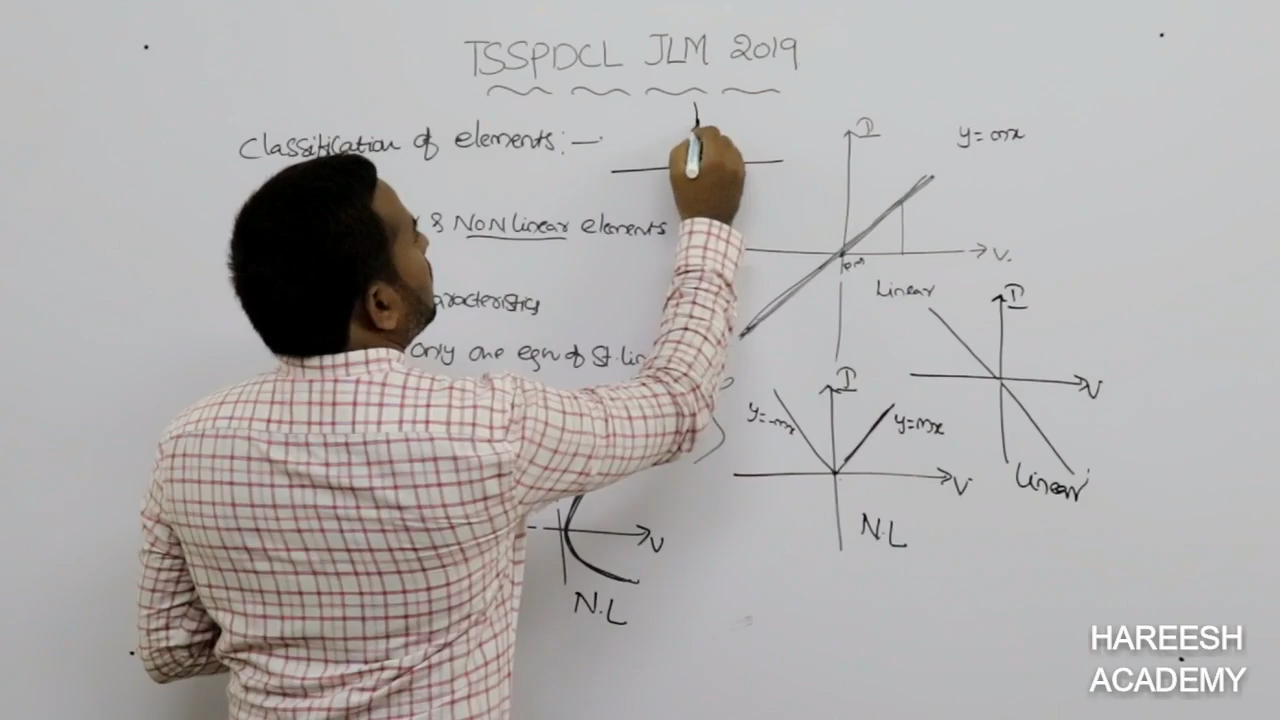 TSSPDCL JLM 2019
Classification of elements:-
& NON linear elements
aracteristics
only one eqn of St. lin
I
y=mx
V
Linear
I
V
Linear
I
y=-mx
y=mx
V
N.L
V
N.L
HAREESH
ACADEMY